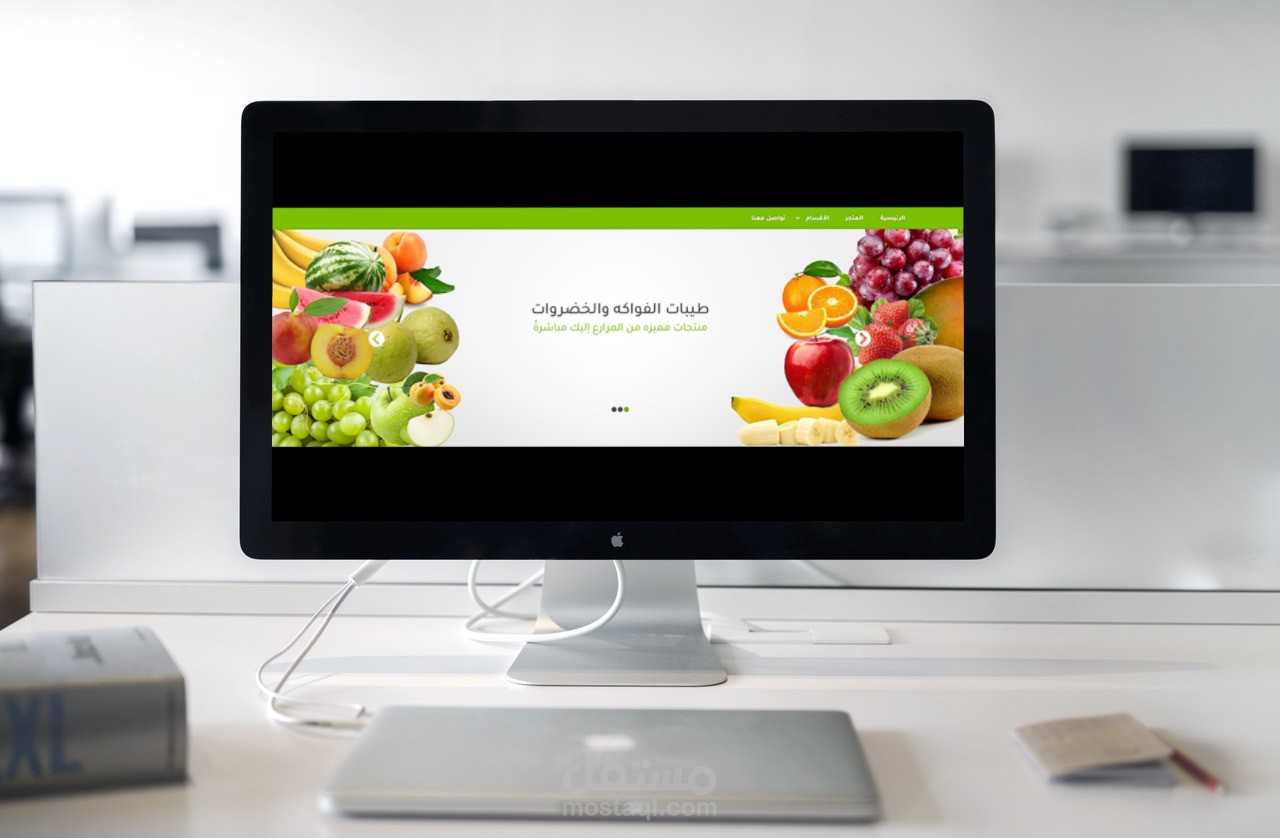 الرئيسية المتجر الأقسام تواصل معنا
طيبات الفواكه والخضروات
منتجات مميزه من المزارع إليك مباشرةً
XL
مستقل
mostaql.com